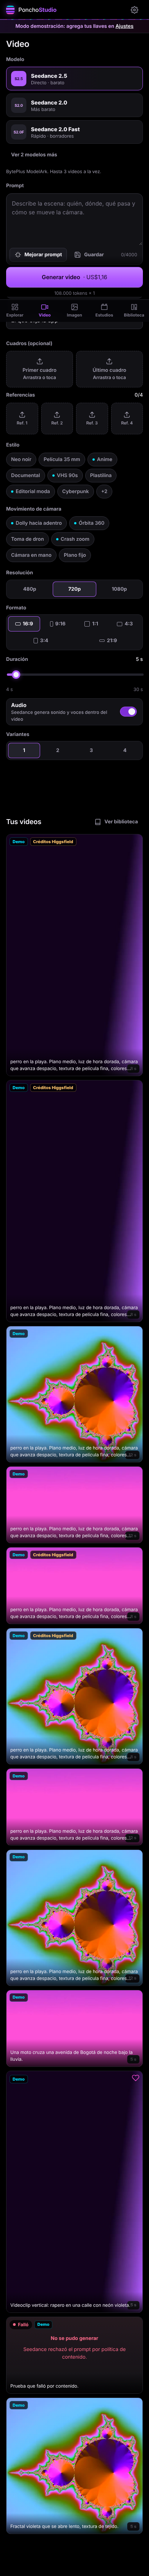 PonchoStudio
Modo demostración: agrega tus llaves en Ajustes
Video
Modelo
S2.5
Seedance 2.5
Directo · barato
S2.0
Seedance 2.0
Más barato
S2.0F
Seedance 2.0 Fast
Rápido · borradores
Ver 2 modelos más
BytePlus ModelArk. Hasta 3 videos a la vez.
Prompt
Describe la escena: quién, dónde, qué pasa y
cómo se mueve la cámara.
Mejorar prompt
Guardar
0/4000
Generar video · US$1,16
108.000 tokens × 1
Explorar
Video
Imagen
Estudios
Biblioteca
Cuadros (opcional)
Primer cuadro
Arrastra o toca
Último cuadro
Arrastra o toca
Referencias
0/4
Ref. 1
Ref. 2
Ref. 3
Ref. 4
Estilo
Neo noir
Película 35 mm
Anime
Documental
VHS 90s
Plastilina
Editorial moda
Cyberpunk
+2
Movimiento de cámara
Dolly hacia adentro
Órbita 360
Toma de dron
Crash zoom
Cámara en mano
Plano fijo
Resolución
480p
720p
1080p
Formato
16:9
9:16
1:1
4:3
3:4
21:9
Duración
5 s
4 s
30 s
Audio
Seedance genera sonido y voces dentro del
video
Variantes
1
2
3
4
Tus videos
Ver biblioteca
Demo
Créditos Higgsfield
perro en la playa. Plano medio, luz de hora dorada, cámara
que avanza despacio, textura de película fina, colores...
Demo
Créditos Higgsfield
perro en la playa. Plano medio, luz de hora dorada, cámara
que avanza despacio, textura de película fina, colores...
Demo
perro en la playa. Plano medio, luz de hora dorada, cámara
que avanza despacio, textura de película fina, colores...
Demo
perro en la playa. Plano medio, luz de hora dorada, cámara
que avanza despacio, textura de película fina, colores...
Demo
Créditos Higgsfield
perro en la playa. Plano medio, luz de hora dorada, cámara
que avanza despacio, textura de película fina, colores...
Demo
Créditos Higgsfield
perro en la playa. Plano medio, luz de hora dorada, cámara
que avanza despacio, textura de película fina, colores...
Demo
perro en la playa. Plano medio, luz de hora dorada, cámara
que avanza despacio, textura de película fina, colores...
Demo
perro en la playa. Plano medio, luz de hora dorada, cámara
que avanza despacio, textura de película fina, colores...
Demo
Una moto cruza una avenida de Bogotá de noche bajo la
lluvia.
Demo
Videoclip vertical: rapero en una calle con neón violeta.
Falló
Demo
No se pudo generar
Seedance rechazó el prompt por política de
contenido.
Prueba que falló por contenido.
Demo
Fractal violeta que se abre lento, textura de tejido.